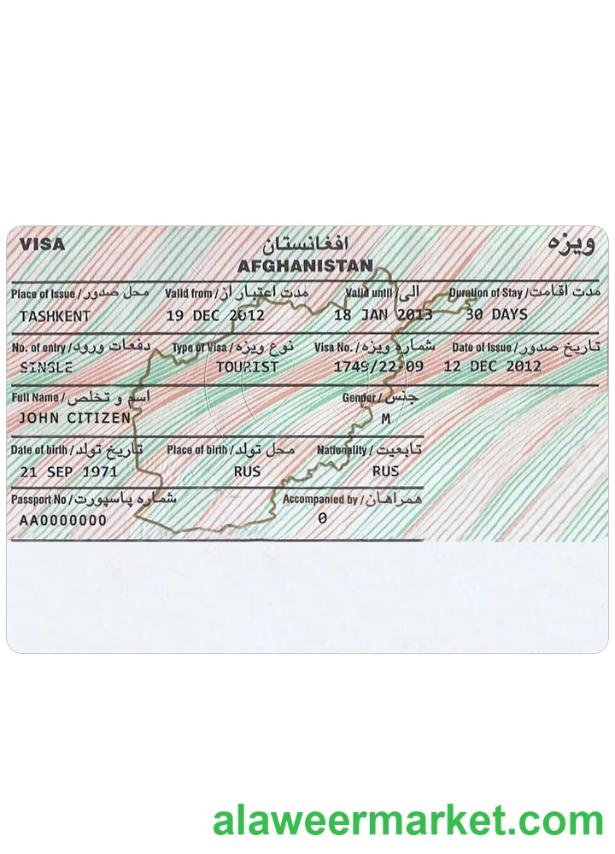 VISA افغانستان ویزه
AFGHANISTAN
Place of Issue / محل صدور Valid from / مدت اعتبار از Valid until / الی Duration of Stay / مدت اقامت
TASHKENT 19 DEC 2012 18 JAN 2013 30 DAYS
No. of entry / دفعات ورود Type of Visa / نوع ویزه Visa No. / شماره ویزه Date of Issue / تاریخ صدور
SINGLE TOURIST 1749/22-09 12 DEC 2012
Full Name / اسم و تخلص Gender / جنس
JOHN CITIZEN M
Date of birth / تاریخ تولد Place of birth / محل تولد Nationality / تابعیت
21 SEP 1971 RUS RUS
Passport No / شماره پاسپورت Accompanied by / همراهان
AA0000000 0
alaweermarket.com